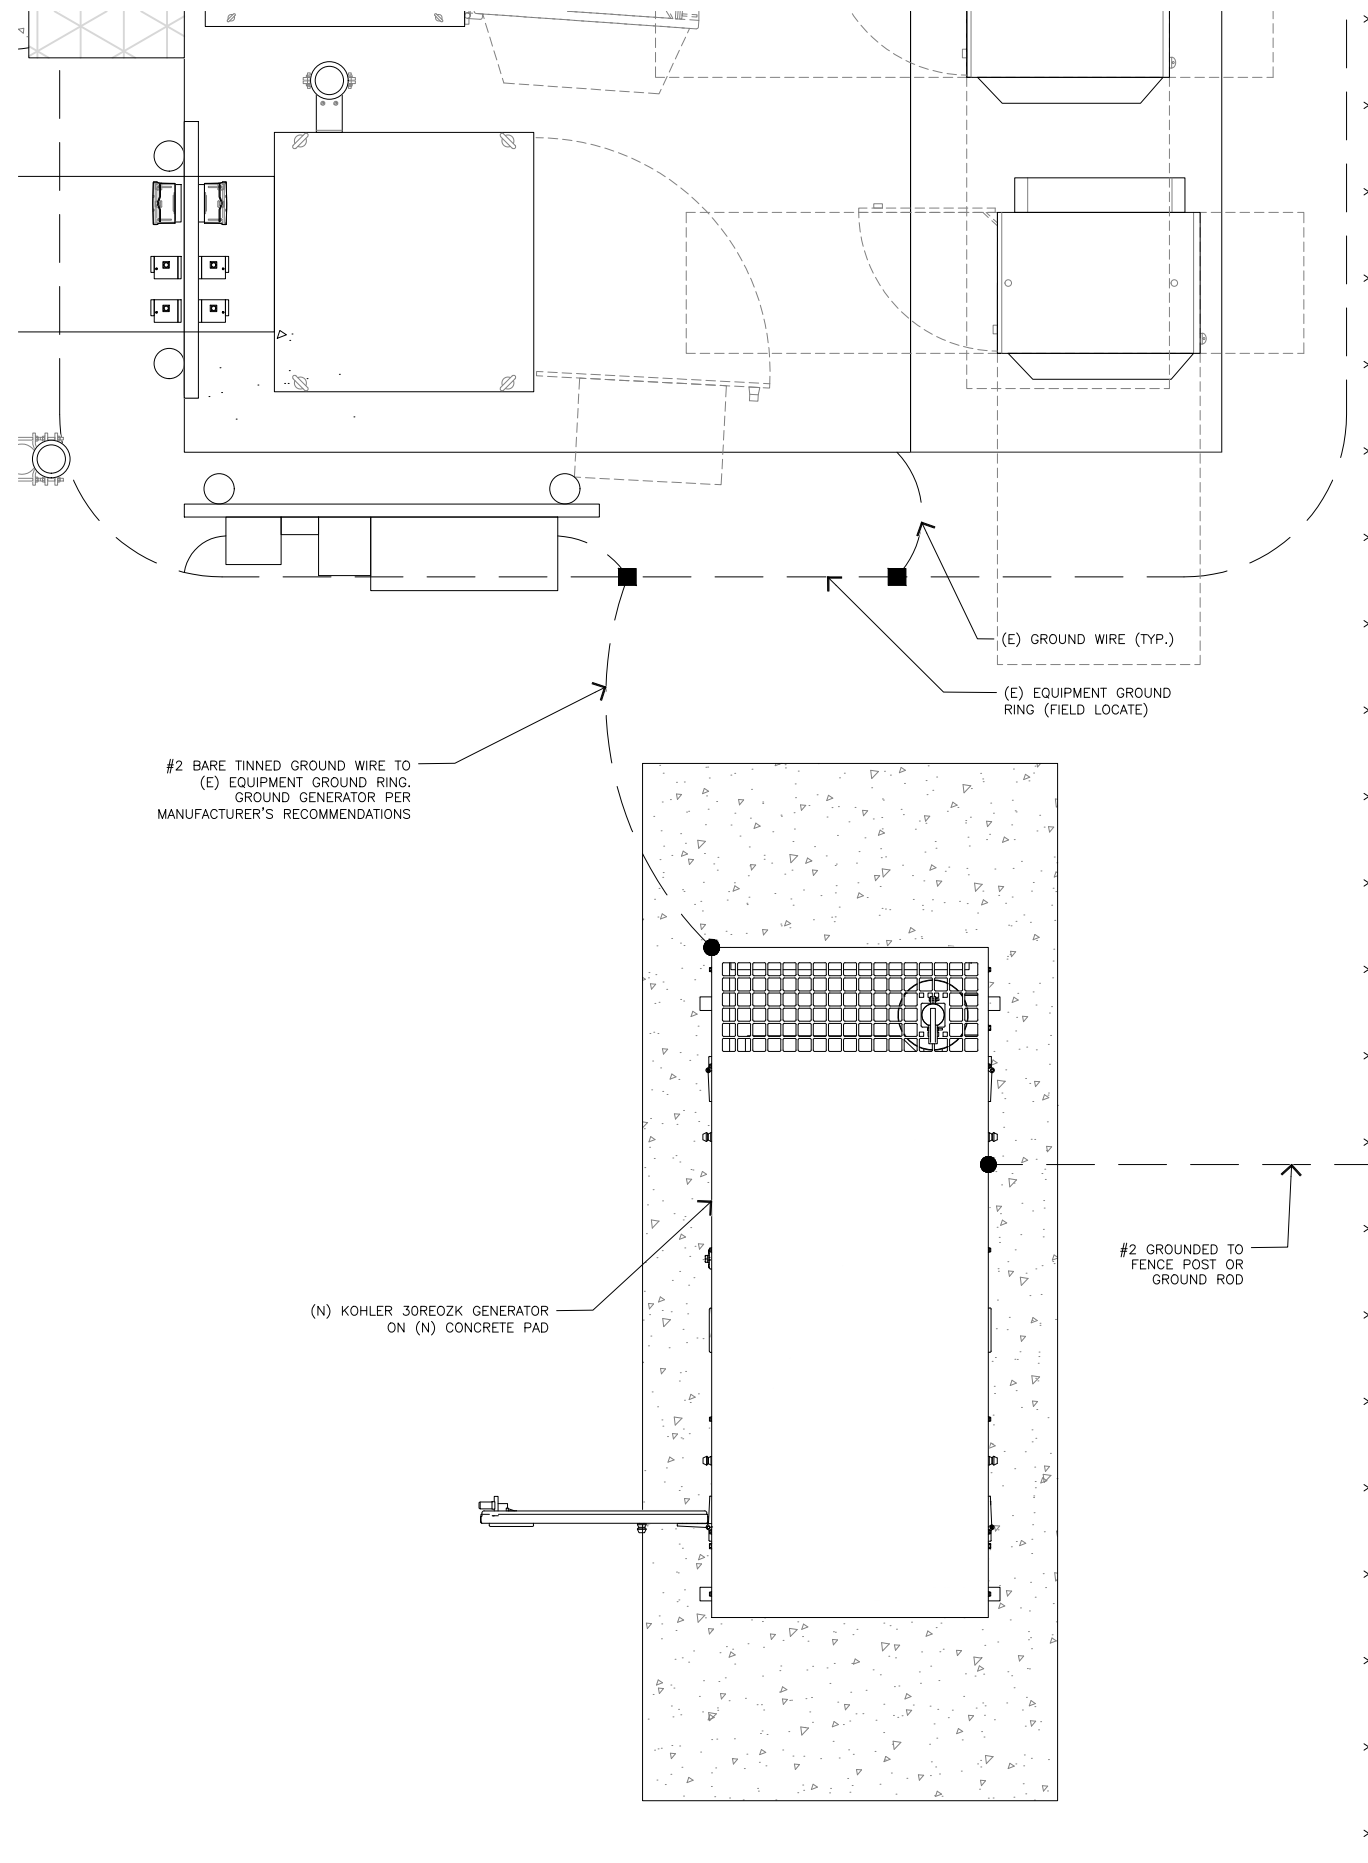 (E) GROUND WIRE (TYP.)
(E) EQUIPMENT GROUND
RING (FIELD LOCATE)
#2 BARE TINNED GROUND WIRE TO
(E) EQUIPMENT GROUND RING.
GROUND GENERATOR PER
MANUFACTURER'S RECOMMENDATIONS
#2 GROUNDED TO
FENCE POST OR
GROUND ROD
(N) KOHLER 30REOZK GENERATOR
ON (N) CONCRETE PAD